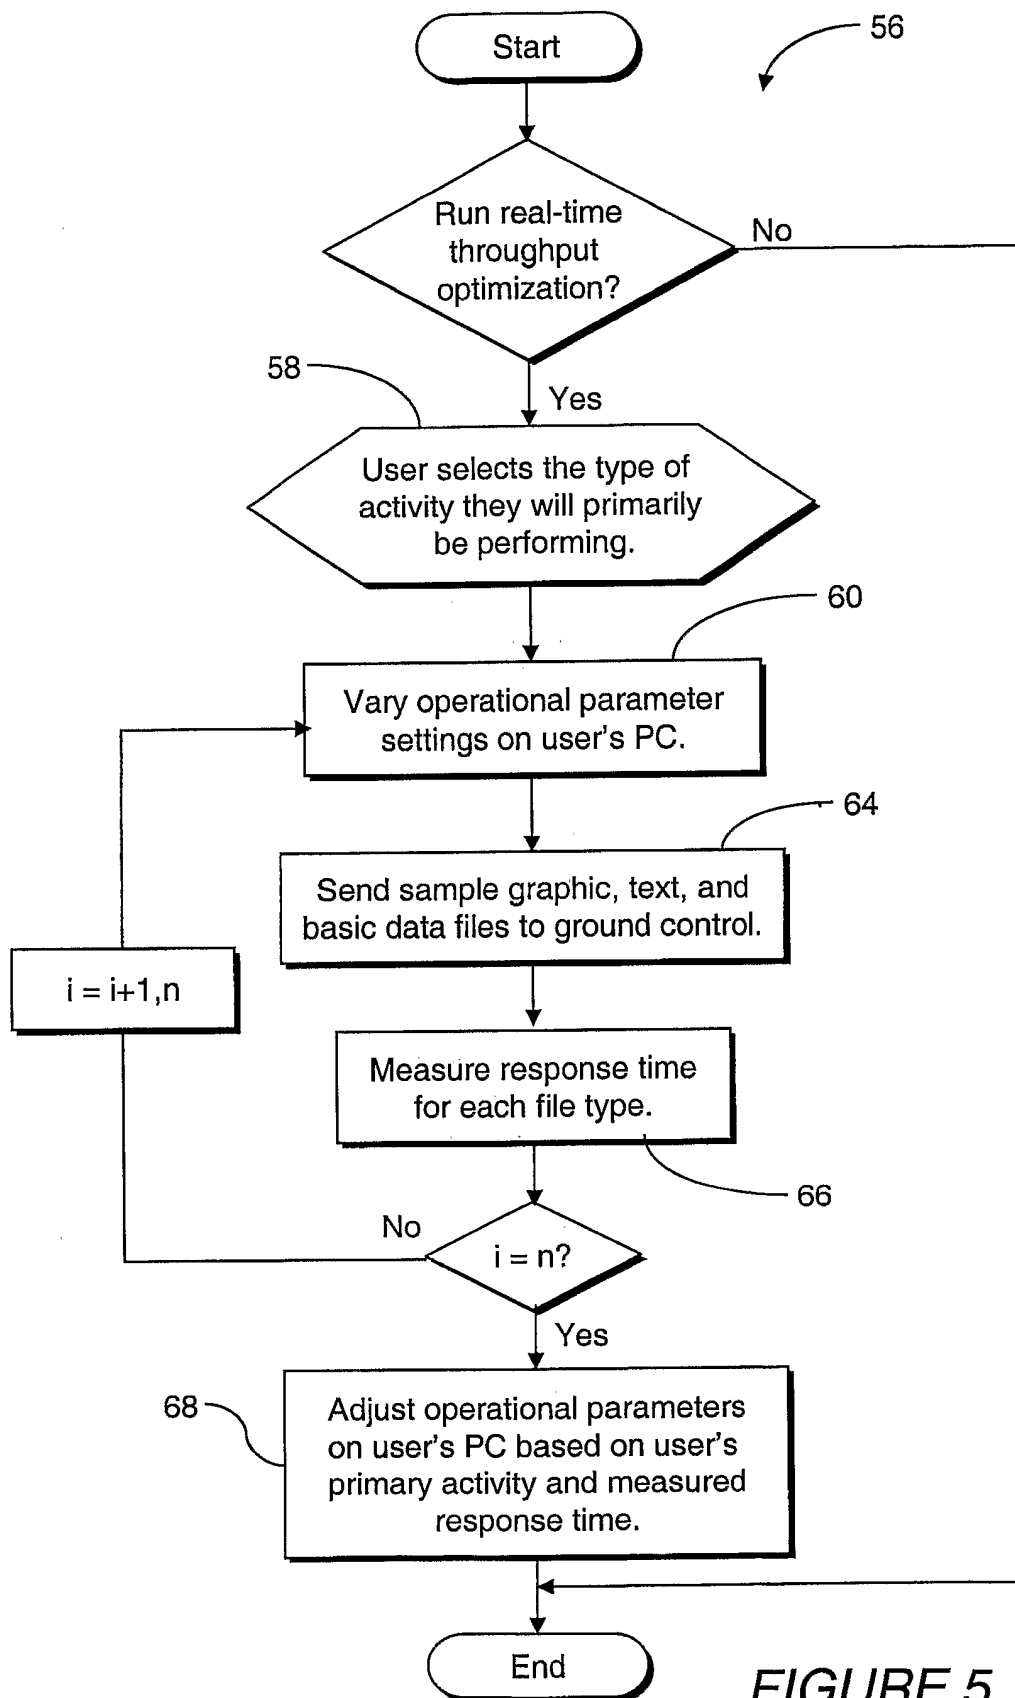 Start
56
Run real-time
throughput
optimization?
No
58
Yes
User selects the type of
activity they will primarily
be performing.
60
Vary operational parameter
settings on user's PC.
64
Send sample graphic, text, and
basic data files to ground control.
i = i+1,n
Measure response time
for each file type.
66
No
i = n?
Yes
68
Adjust operational parameters
on user's PC based on user's
primary activity and measured
response time.
End
FIGURE 5